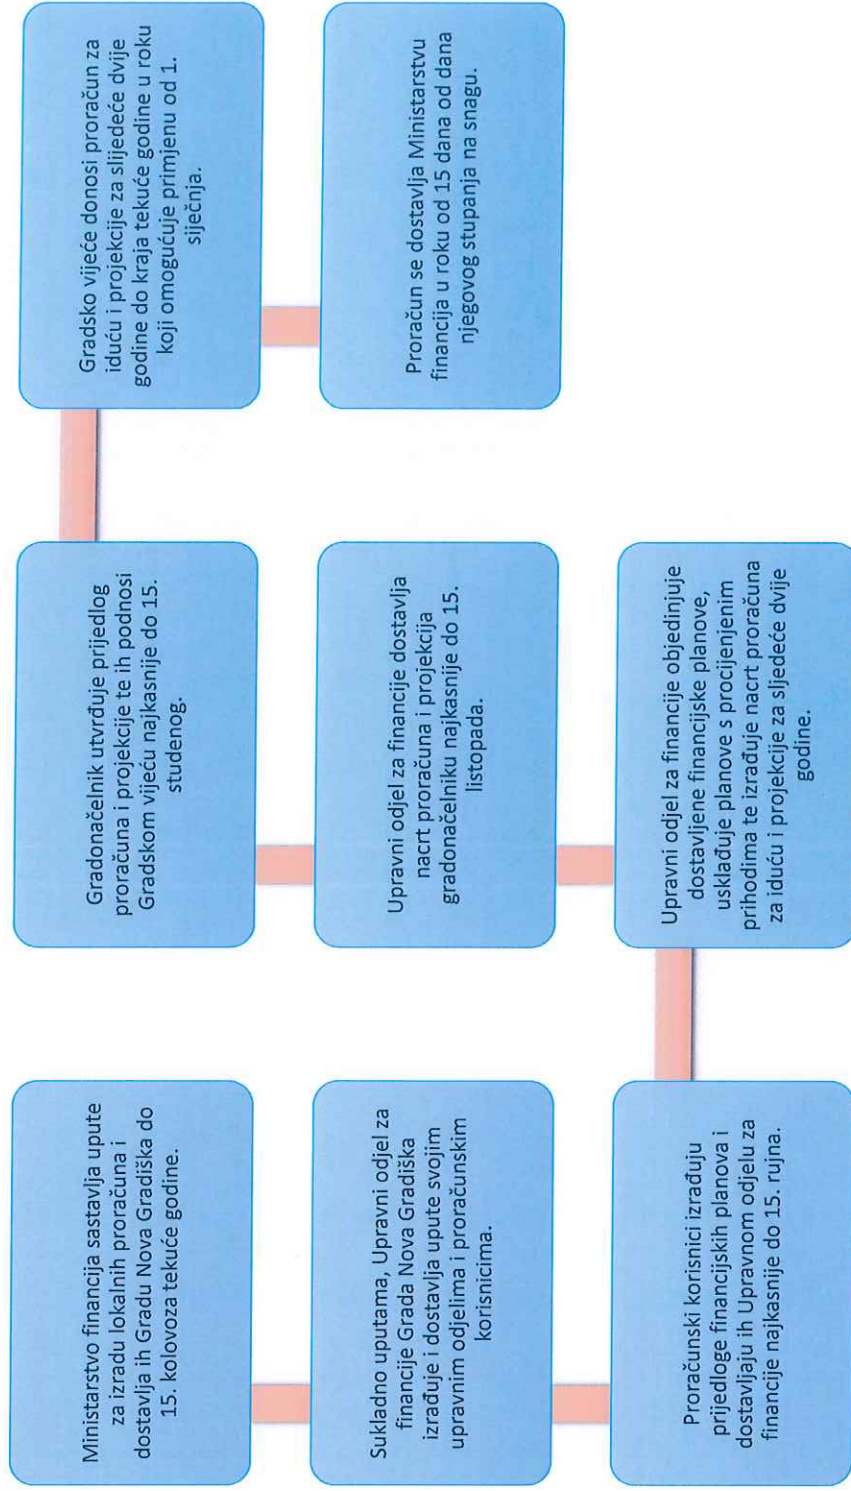 Ministarstvo financija sastavlja upute
za izradu lokalnih proračuna i
dostavlja ih Gradu Nova Gradiška do
15. kolovoza tekuće godine.
Sukladno uputama, Upravni odjel za
financije Grada Nova Gradiška
izrađuje i dostavlja upute svojim
upravnim odjelima i proračunskim
korisnicima.
Proračunski korisnici izrađuju
prijedloge financijskih planova i
dostavljaju ih Upravnom odjelu za
financije najkasnije do 15. rujna.
Upravni odjel za financije objedinjuje
dostavljene financijske planove,
usklađuje planove s procijenjenim
prihodima te izrađuje nacrt proračuna
za iduću i projekcije za sljedeće dvije
godine.
Upravni odjel za financije dostavlja
nacrt proračuna i projekcija
gradonačelniku najkasnije do 15.
listopada.
Gradonačelnik utvrđuje prijedlog
proračuna i projekcije te ih podnosi
Gradskom vijeću najkasnije do 15.
studenog.
Gradsko vijeće donosi proračun za
iduću i projekcije za slijedeće dvije
godine do kraja tekuće godine u roku
koji omogućuje primjenu od 1.
siječnja.
Proračun se dostavlja Ministarstvu
financija u roku od 15 dana od dana
njegovog stupanja na snagu.